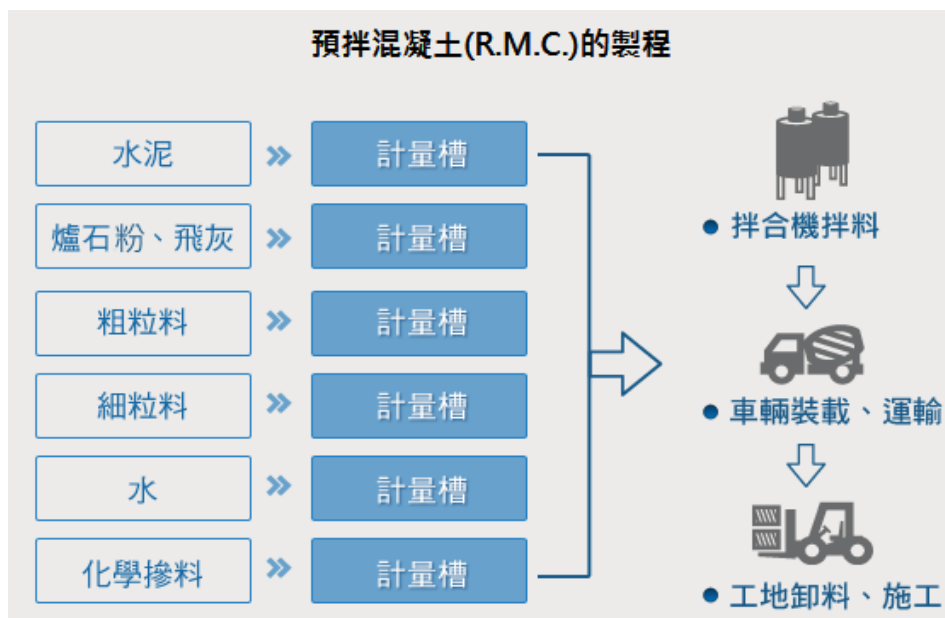 預拌混凝土(R.M.C.)的製程
水泥 » 計量槽
爐石粉、飛灰 » 計量槽
粗粒料 » 計量槽
細粒料 » 計量槽
水 » 計量槽
化學摻料 » 計量槽
• 拌合機拌料
• 車輛裝載、運輸
• 工地卸料、施工